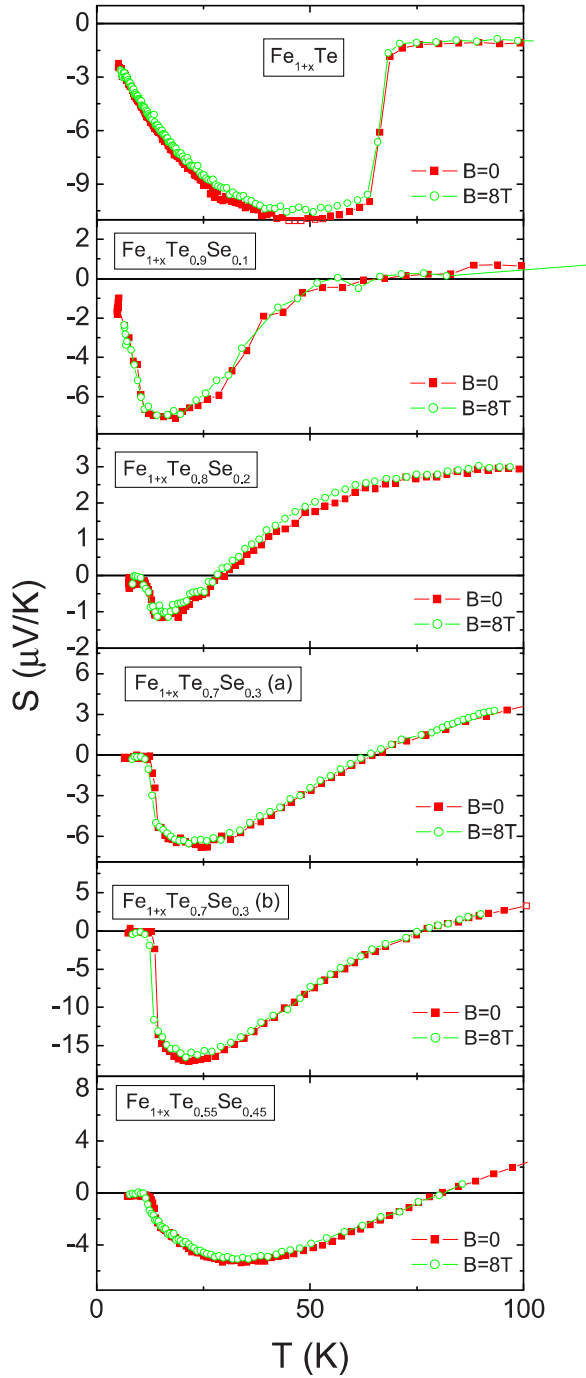 0
-3
-6
-9
Fe1+xTe
B=0
B=8T
2
0
-2
-4
-6
Fe1+xTe0.9Se0.1
B=0
B=8T
4
3
2
1
0
-1
-2
Fe1+xTe0.8Se0.2
B=0
B=8T
6
3
0
-3
-6
Fe1+xTe0.7Se0.3 (a)
B=0
B=8T
5
0
-5
-10
-15
Fe1+xTe0.7Se0.3 (b)
B=0
B=8T
8
4
0
-4
Fe1+xTe0.55Se0.45
B=0
B=8T
0
25
50
75
100
S (μV/K)
T (K)